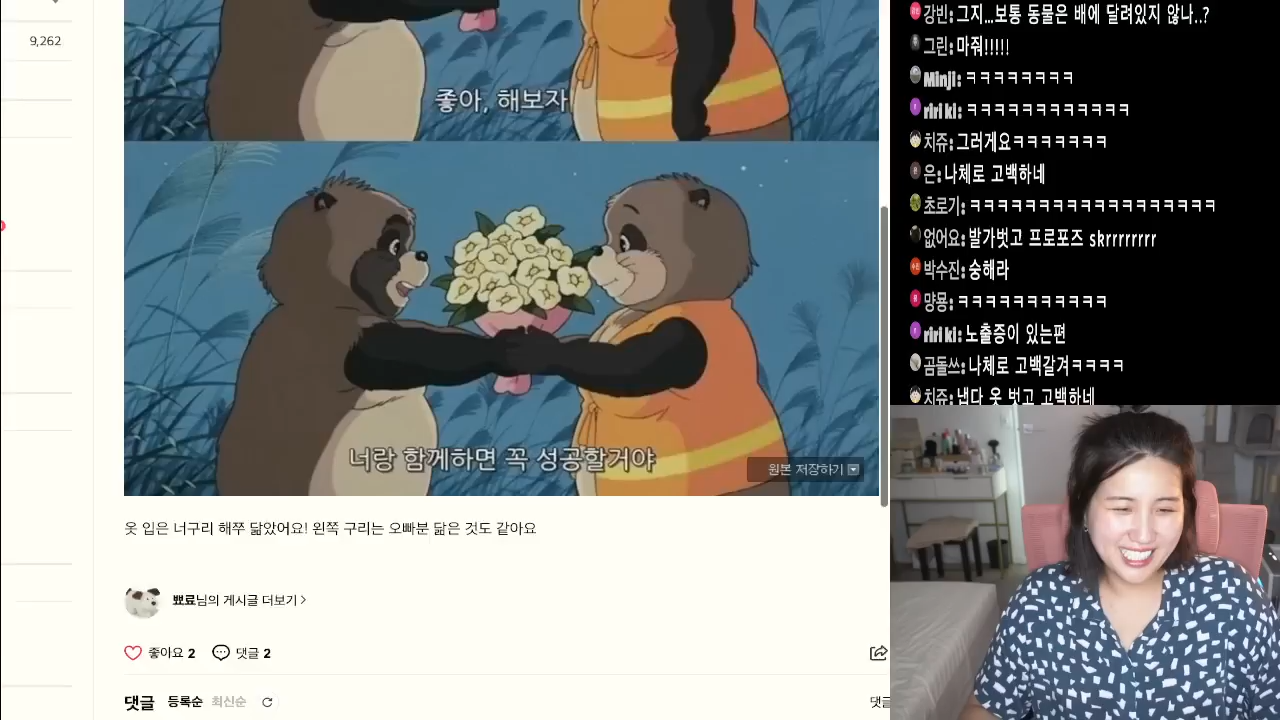 9,262
좋아, 해보자
너랑 함께하면 꼭 성공할거야
원본 저장하기
옷 입은 너구리 해쭈 닮았어요! 왼쪽 구리는 오빠분 닮은 것도 같아요
뾰료님의 게시글 더보기 >
좋아요 2 댓글 2
댓글 등록순 최신순
댓글
강빈: 그지...보통 동물은 배에 달려있지 않나..?
그린: 마줘!!!!!
Minji: ㅋㅋㅋㅋㅋㅋㅋㅋ
riri ki: ㅋㅋㅋㅋㅋㅋㅋㅋㅋㅋㅋㅋ
치쥬: 그러게요ㅋㅋㅋㅋㅋㅋㅋ
은: 나체로 고백하네
초로기: ㅋㅋㅋㅋㅋㅋㅋㅋㅋㅋㅋㅋㅋㅋㅋㅋㅋㅋ
없어요: 발가벗고 프로포즈 skrrrrrrrr
박수진: 숭해라
먕묭: ㅋㅋㅋㅋㅋㅋㅋㅋㅋㅋㅋ
riri ki: 노출증이 있는편
곰돌쓰: 나체로 고백갈겨ㅋㅋㅋㅋ
치쥬: 냅다 옷 벗고 고백하네